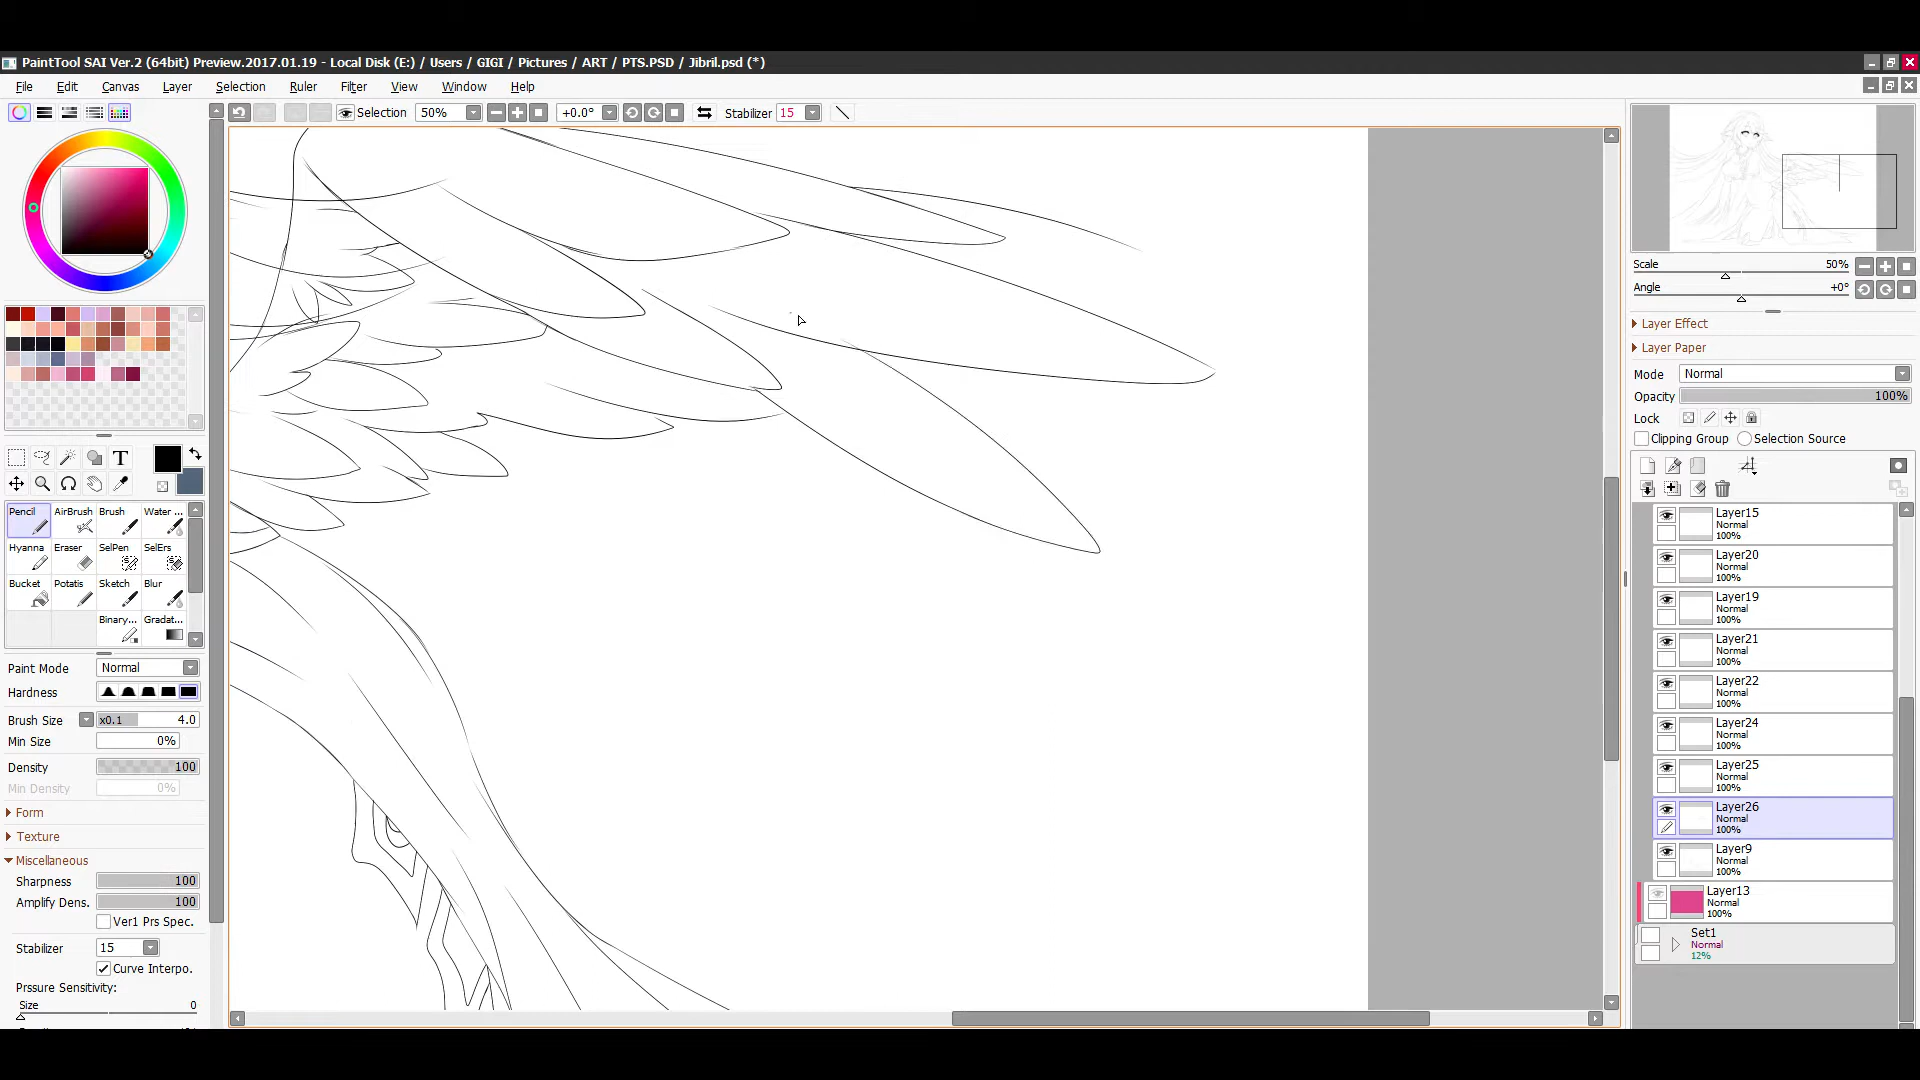 PaintTool SAI Ver.2 (64bit) Preview.2017.01.19 - Local Disk (E:) / Users / GIGI / Pictures / ART / PTS.PSD / Jibril.psd (*)
File Edit Canvas Layer Selection Ruler Filter View Window Help
Selection 50% +0.0° Stabilizer 15
Scale 50%
Angle +0°
Layer Effect
Layer Paper
Mode Normal
Opacity 100%
Lock
Clipping Group Selection Source
T
Pencil AirBrush Brush Water ...
Hyanna Eraser SelPen SelErs
Bucket Potatis Sketch Blur
Binary... Gradat...
Paint Mode Normal
Hardness
Brush Size x0.1 4.0
Min Size 0%
Density 100
Min Density 0%
Form
Texture
Miscellaneous
Sharpness 100
Amplify Dens. 100
Ver1 Prs Spec.
Stabilizer 15
Curve Interpo.
Prssure Sensitivity:
Size 0
Layer15
Normal
100%
Layer20
Normal
100%
Layer19
Normal
100%
Layer21
Normal
100%
Layer22
Normal
100%
Layer24
Normal
100%
Layer25
Normal
100%
Layer26
Normal
100%
Layer9
Normal
100%
Layer13
Normal
100%
Set1
Normal
12%